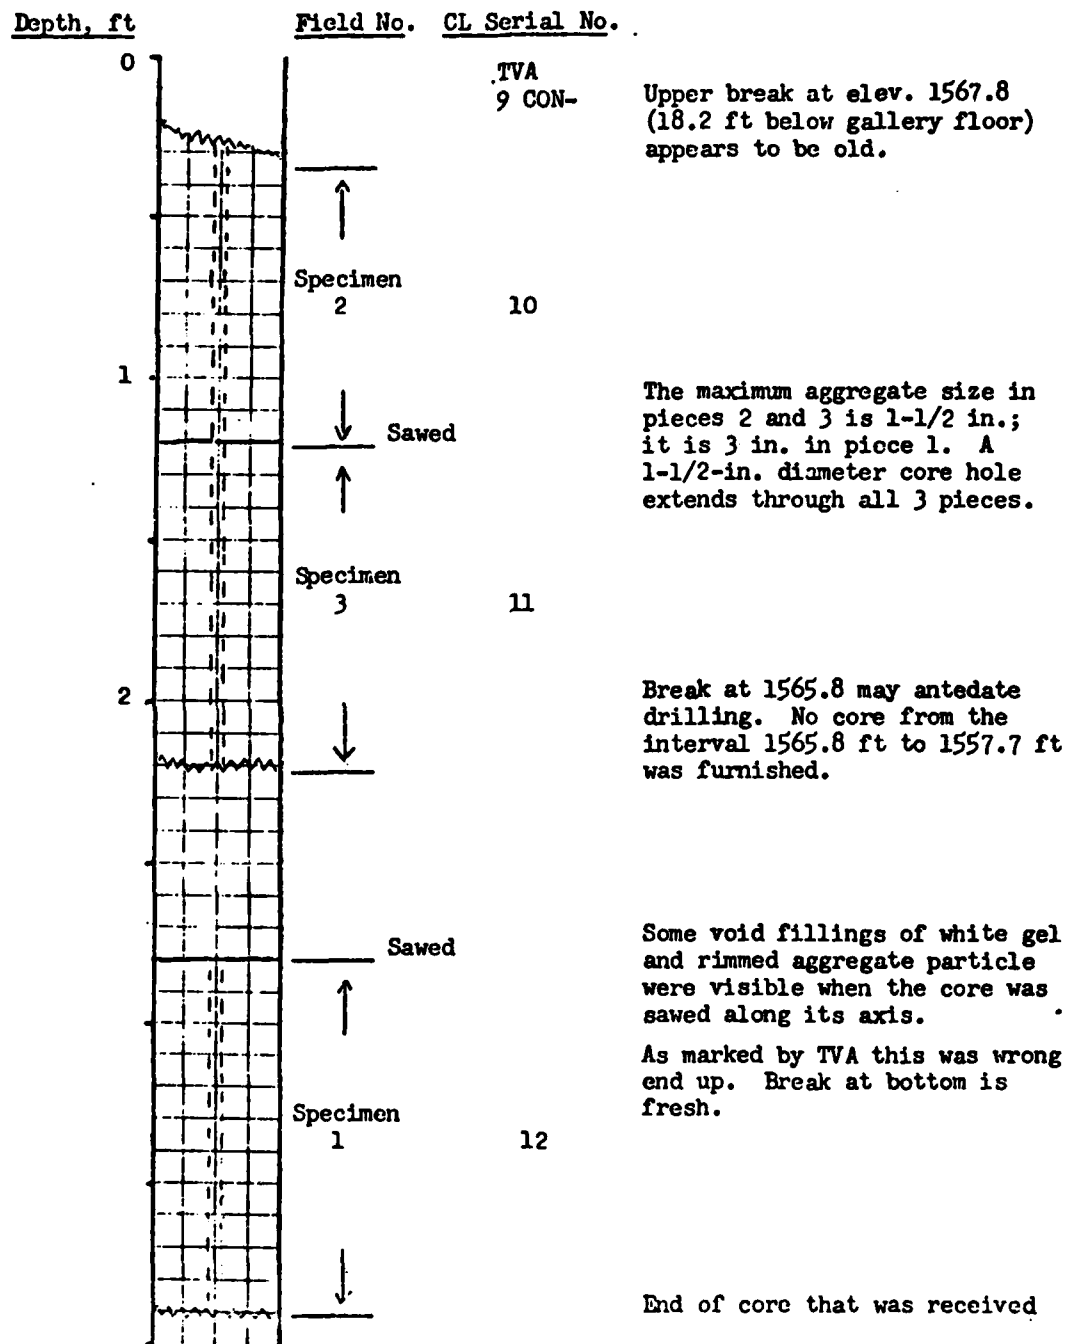 Depth, ft Field No. CL Serial No.
0
TVA
9 CON-
Upper break at elev. 1567.8
(18.2 ft below gallery floor)
appears to be old.
Specimen
2
10
1
The maximum aggregate size in
pieces 2 and 3 is 1-1/2 in.;
it is 3 in. in piece 1. A
1-1/2-in. diameter core hole
extends through all 3 pieces.
Sawed
Specimen
3
11
2
Break at 1565.8 may antedate
drilling. No core from the
interval 1565.8 ft to 1557.7 ft
was furnished.
Sawed
Some void fillings of white gel
and rimmed aggregate particle
were visible when the core was
sawed along its axis.
As marked by TVA this was wrong
end up. Break at bottom is
fresh.
Specimen
1
12
End of core that was received